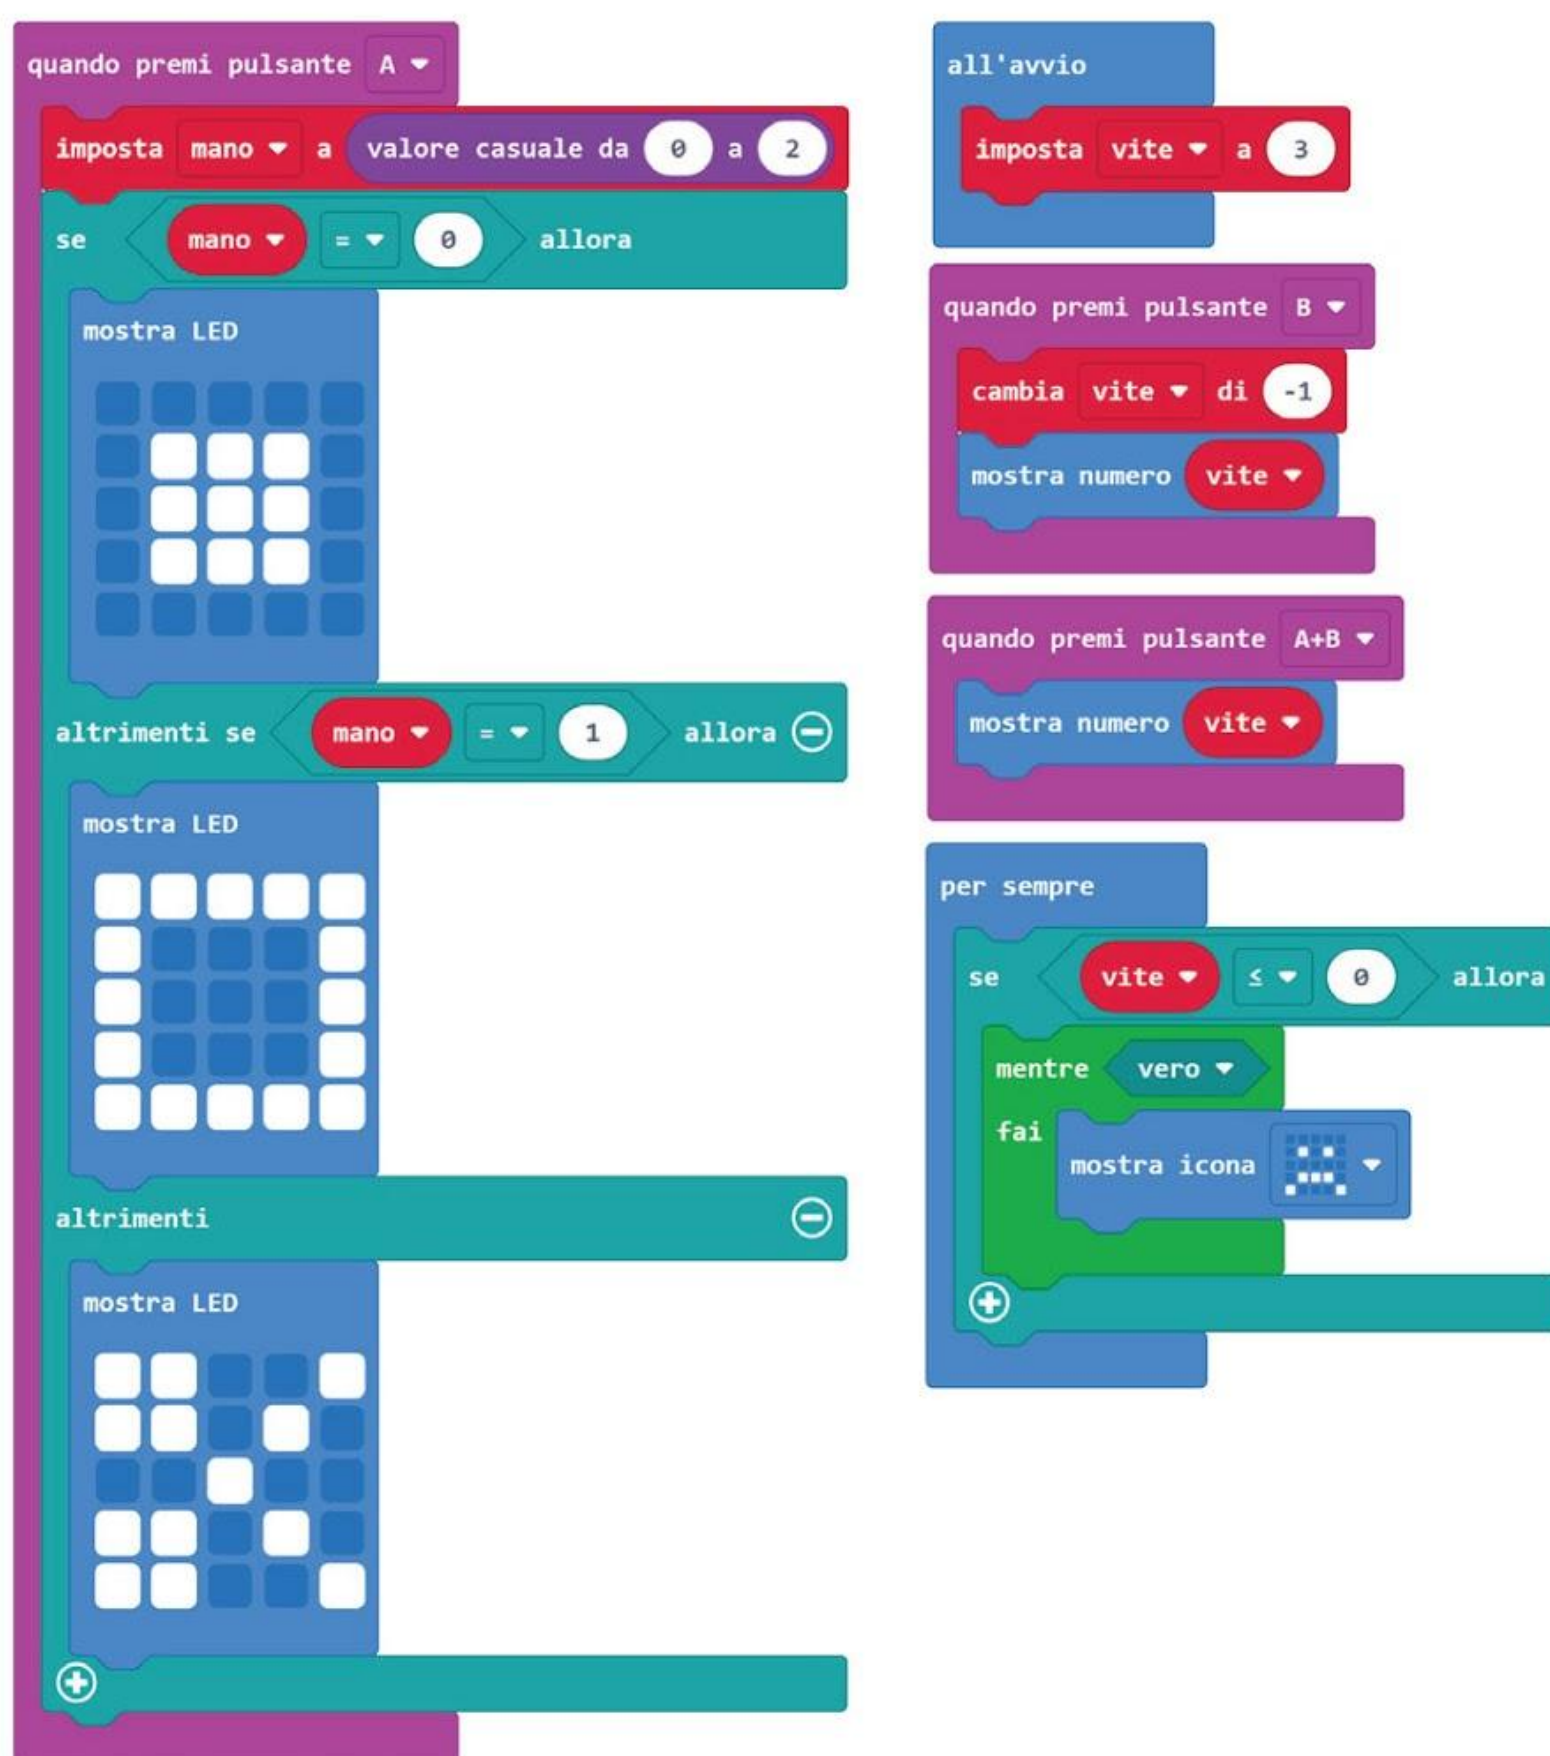 quando premi pulsante A
imposta mano a valore casuale da 0 a 2
se mano = 0 allora
mostra LED
altrimenti se mano = 1 allora
mostra LED
altrimenti
mostra LED
all'avvio
imposta vite a 3
quando premi pulsante B
cambia vite di -1
mostra numero vite
quando premi pulsante A+B
mostra numero vite
per sempre
se vite ≤ 0 allora
mentre vero
fai
mostra icona